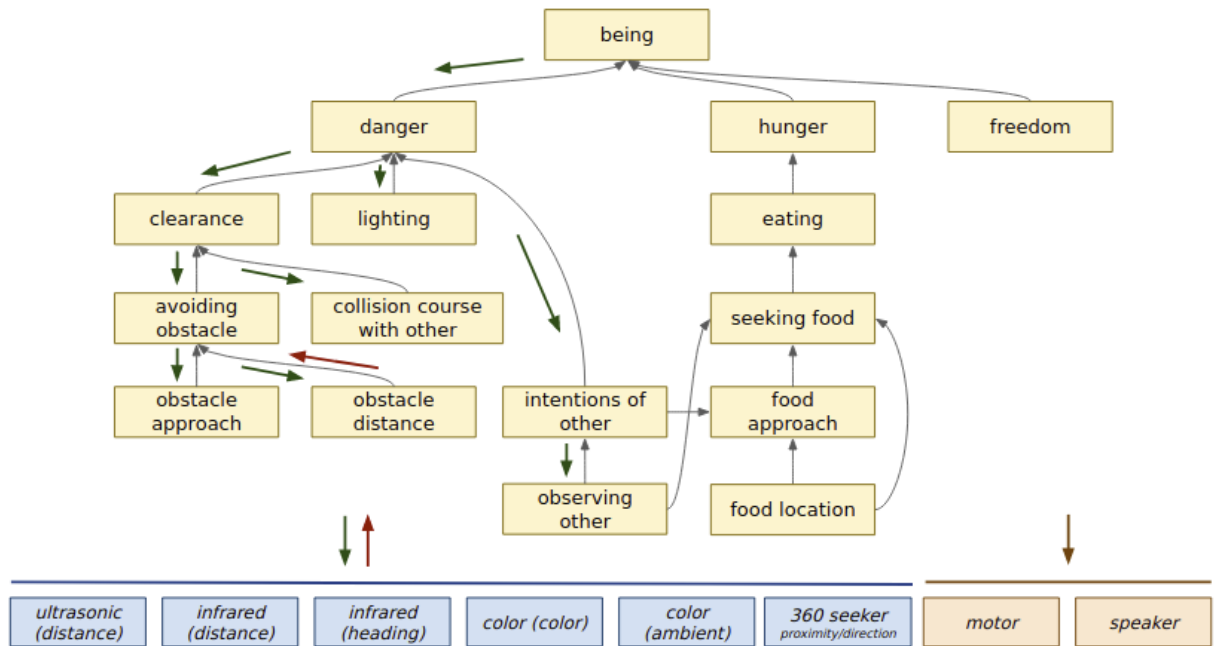 being
danger
hunger
freedom
clearance
lighting
eating
avoiding
obstacle
collision course
with other
seeking food
obstacle
approach
obstacle
distance
intentions of
other
food
approach
observing
other
food location
ultrasonic
(distance)
infrared
(distance)
infrared
(heading)
color (color)
color
(ambient)
360 seeker
proximity/direction
motor
speaker